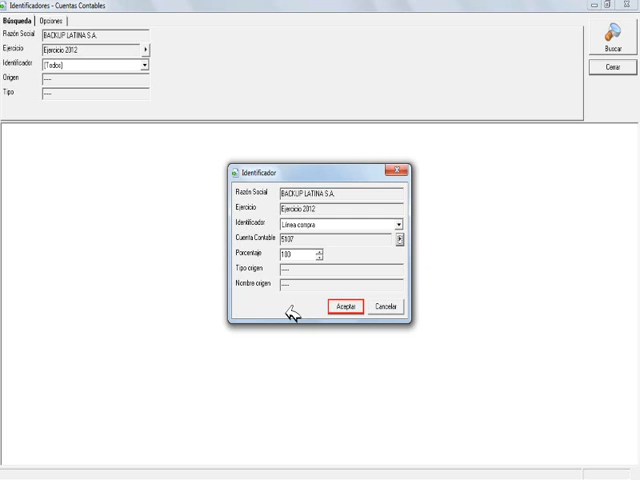 Identificadores - Cuentas Contables
Búsqueda
Opciones
Razón Social
BACKUP LATINA S.A.
Ejercicio
Ejercicio 2012
Identificador
[Todos]
Origen
----
Tipo
----
Buscar
Cerrar
Identificador
Razón Social
BACKUP LATINA S.A.
Ejercicio
Ejercicio 2012
Identificador
Línea compra
Cuenta Contable
5107
Porcentaje
100
Tipo origen
----
Nombre origen
----
Aceptar
Cancelar